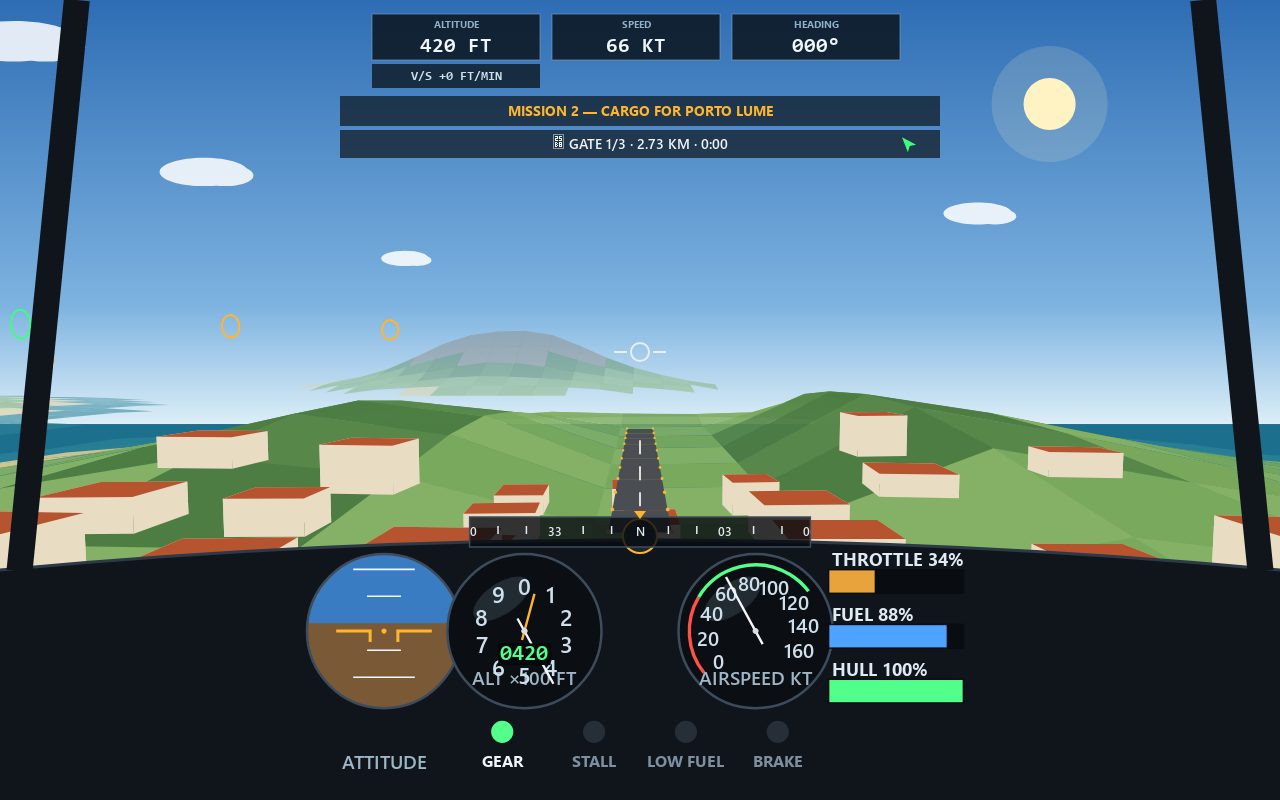 ALTITUDE
420 FT
SPEED
66 KT
HEADING
000°
V/S +0 FT/MIN
MISSION 2 — CARGO FOR PORTO LUME
GATE 1/3 · 2.73 KM · 0:00
0 33 N 03 0
0 1 2 3 4 5 6 7 8 9
0420
ALT ×100 FT
0 20 40 60 80 100 120 140 160
AIRSPEED KT
THROTTLE 34%
FUEL 88%
HULL 100%
ATTITUDE
GEAR
STALL
LOW FUEL
BRAKE